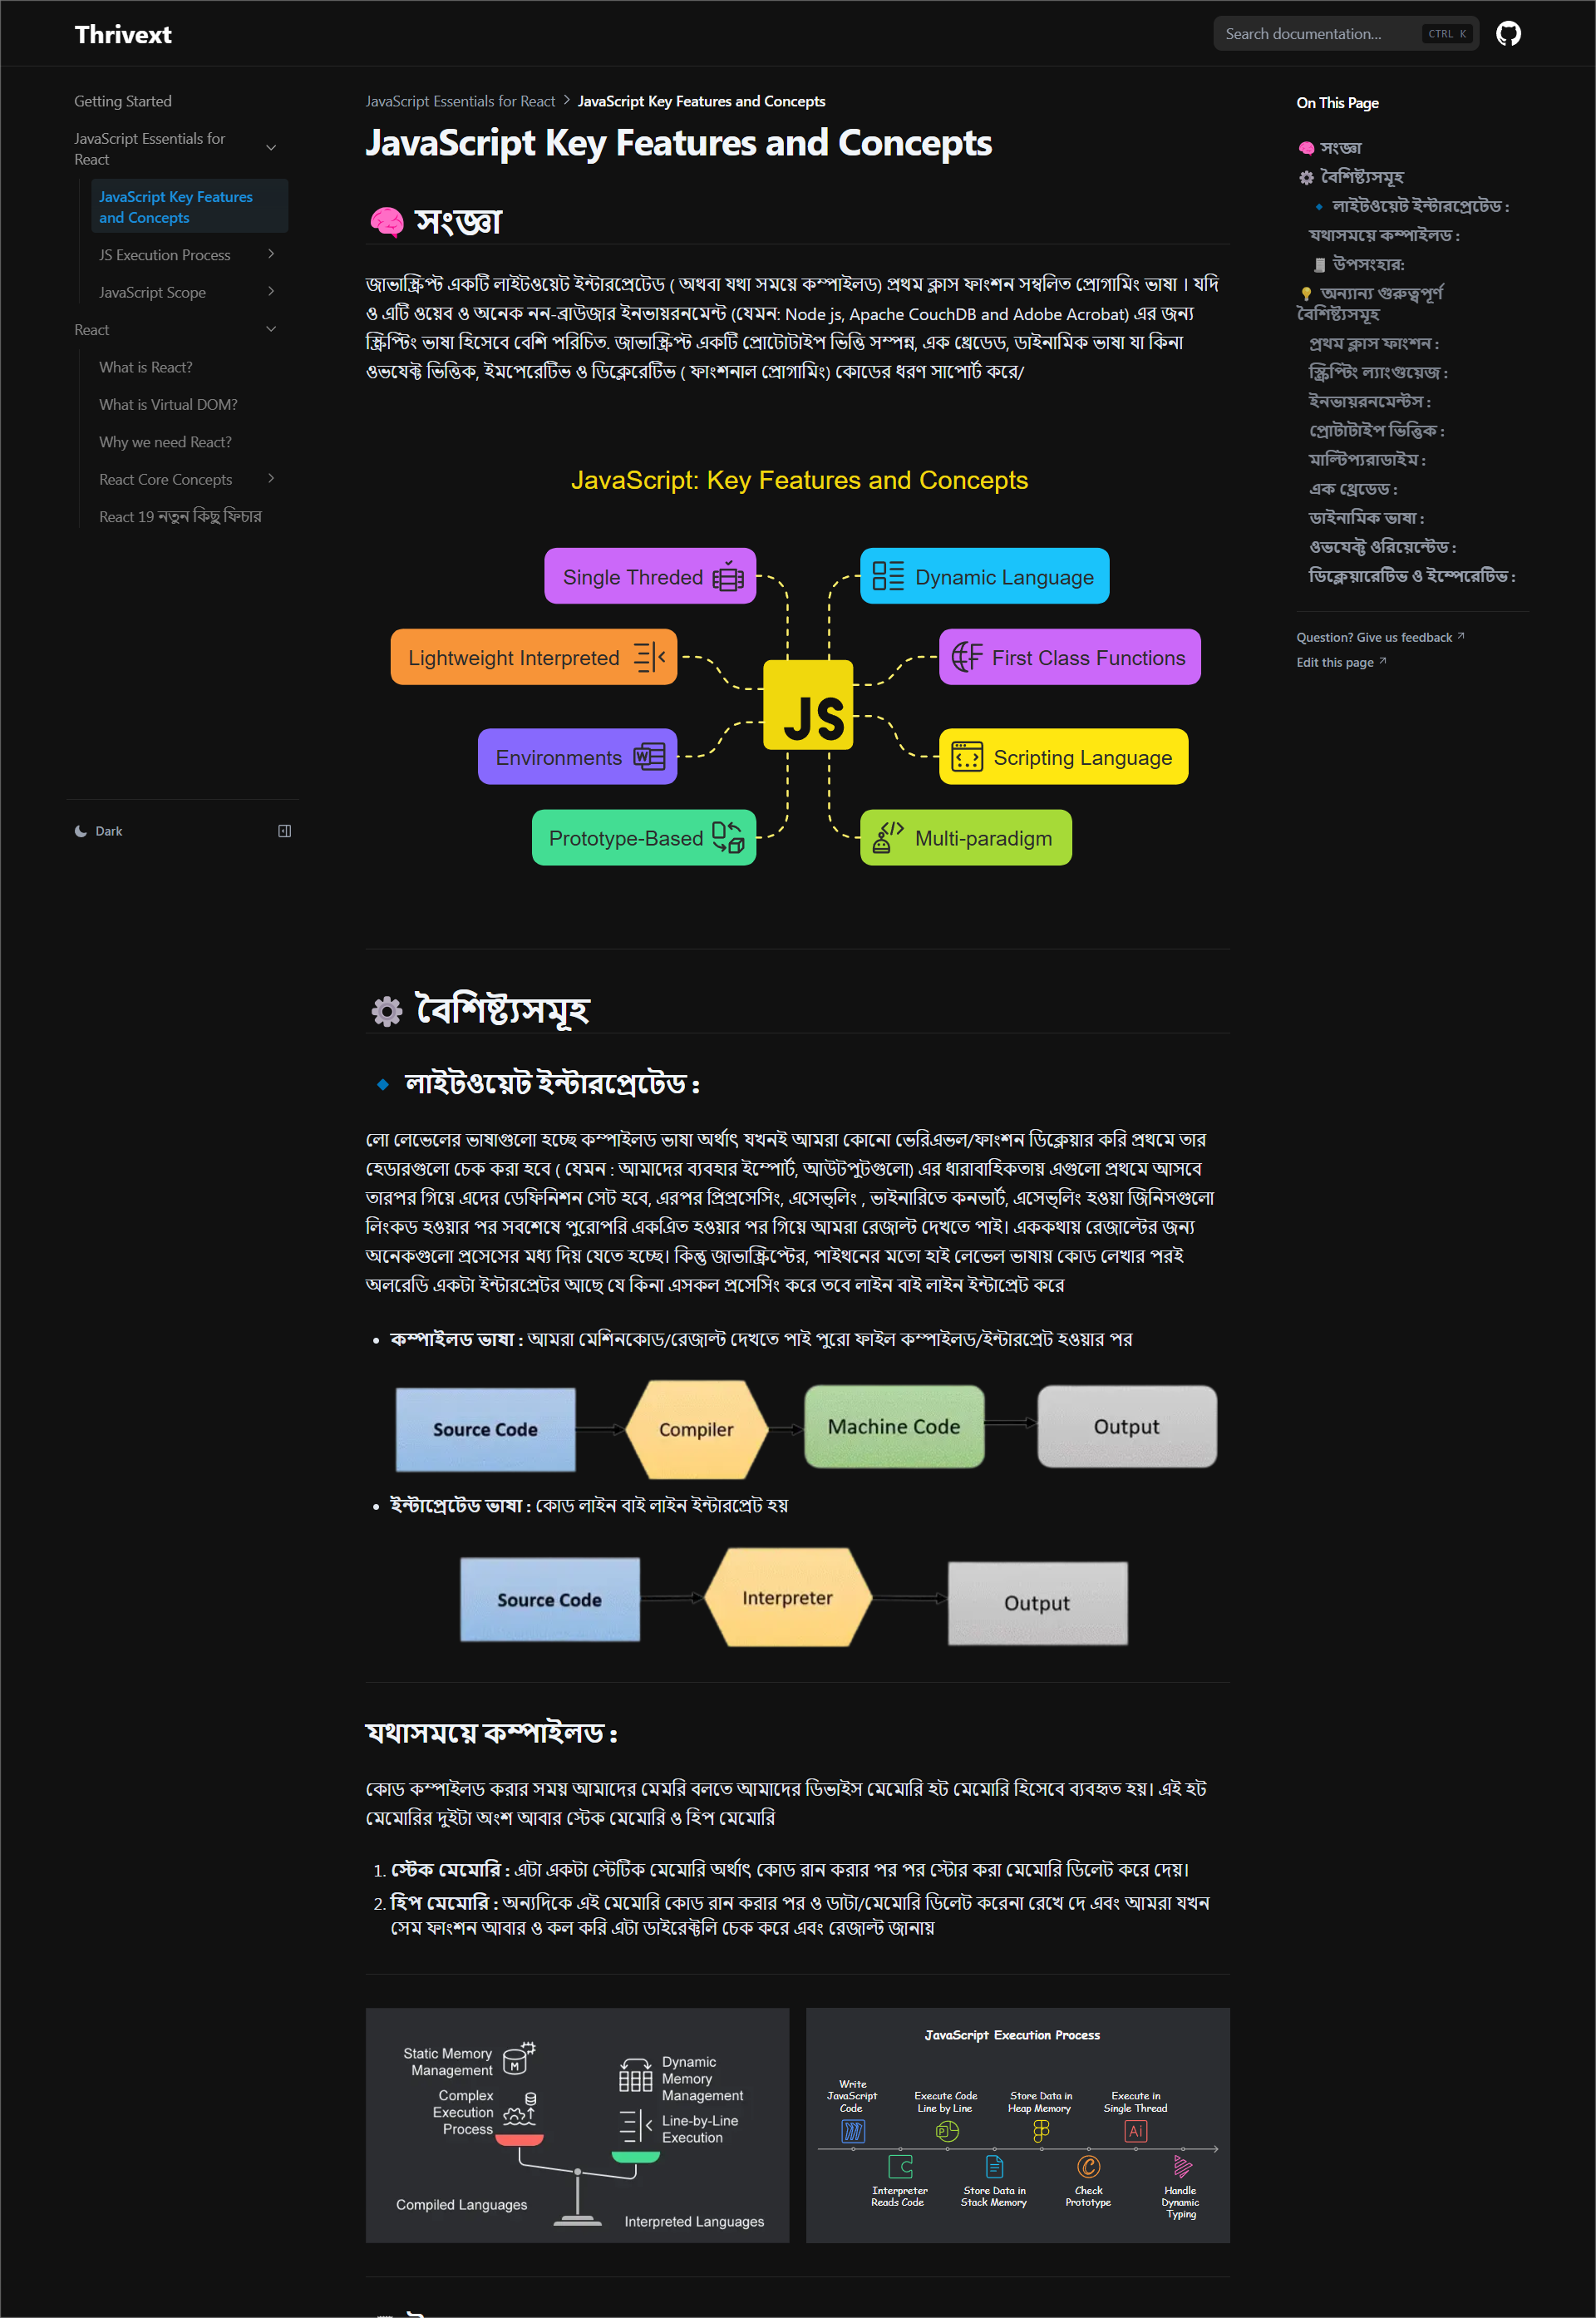 Thrivext
Search documentation...
CTRL K
Getting Started
JavaScript Essentials for
React
JavaScript Key Features
and Concepts
JS Execution Process
JavaScript Scope
React
What is React?
What is Virtual DOM?
Why we need React?
React Core Concepts
React 19 নতুন কিছু ফিচার
Dark
JavaScript Essentials for React > JavaScript Key Features and Concepts
JavaScript Key Features and Concepts
🧠 সংজ্ঞা
জাভাস্ক্রিপ্ট একটি লাইটওয়েট ইন্টারপ্রেটেড ( অথবা যথা সময়ে কম্পাইলড) প্রথম ক্লাস ফাংশন সম্বলিত প্রোগামিং ভাষা । যদি
ও এটি ওয়েব ও অনেক নন-ব্রাউজার ইনভায়রনমেন্ট (যেমন: Node js, Apache CouchDB and Adobe Acrobat) এর জন্য
স্ক্রিপ্টিং ভাষা হিসেবে বেশি পরিচিত. জাভাস্ক্রিপ্ট একটি প্রোটোটাইপ ভিত্তি সম্পন্ন, এক থ্রেডেড, ডাইনামিক ভাষা যা কিনা
ওভযেক্ট ভিত্তিক, ইমপেরেটিভ ও ডিক্লেরেটিভ ( ফাংশনাল প্রোগামিং) কোডের ধরণ সাপোর্ট করে/
JavaScript: Key Features and Concepts
Single Threded
Dynamic Language
Lightweight Interpreted
First Class Functions
JS
Environments
Scripting Language
Prototype-Based
Multi-paradigm
⚙️ বৈশিষ্ট্যসমূহ
🔹 লাইটওয়েট ইন্টারপ্রেটেড :
লো লেভেলের ভাষাগুলো হচ্ছে কম্পাইলড ভাষা অর্থাৎ যখনই আমরা কোনো ভেরিএভল/ফাংশন ডিক্লেয়ার করি প্রথমে তার
হেডারগুলো চেক করা হবে ( যেমন : আমাদের ব্যবহার ইম্পোর্ট, আউটপুটগুলো) এর ধারাবাহিকতায় এগুলো প্রথমে আসবে
তারপর গিয়ে এদের ডেফিনিশন সেট হবে, এরপর প্রিপ্রসেসিং, এসেভ্লিং , ভাইনারিতে কনভার্ট, এসেভ্লিং হওয়া জিনিসগুলো
লিংকড হওয়ার পর সবশেষে পুরোপরি একএিত হওয়ার পর গিয়ে আমরা রেজাল্ট দেখতে পাই। এককথায় রেজাল্টের জন্য
অনেকগুলো প্রসেসের মধ্য দিয় যেতে হচ্ছে। কিন্তু জাভাস্ক্রিপ্টের, পাইথনের মতো হাই লেভেল ভাষায় কোড লেখার পরই
অলরেডি একটা ইন্টারপ্রেটর আছে যে কিনা এসকল প্রসেসিং করে তবে লাইন বাই লাইন ইন্টাপ্রেট করে
• কম্পাইলড ভাষা : আমরা মেশিনকোড/রেজাল্ট দেখতে পাই পুরো ফাইল কম্পাইলড/ইন্টারপ্রেট হওয়ার পর
Source Code
Compiler
Machine Code
Output
• ইন্টাপ্রেটেড ভাষা : কোড লাইন বাই লাইন ইন্টারপ্রেট হয়
Source Code
Interpreter
Output
যথাসময়ে কম্পাইলড :
কোড কম্পাইলড করার সময় আমাদের মেমরি বলতে আমাদের ডিভাইস মেমোরি হট মেমোরি হিসেবে ব্যবহৃত হয়। এই হট
মেমোরির দুইটা অংশ আবার স্টেক মেমোরি ও হিপ মেমোরি
1. স্টেক মেমোরি : এটা একটা স্টেটিক মেমোরি অর্থাৎ কোড রান করার পর পর স্টোর করা মেমোরি ডিলেট করে দেয়।
2. হিপ মেমোরি : অন্যদিকে এই মেমোরি কোড রান করার পর ও ডাটা/মেমোরি ডিলেট করেনা রেখে দে এবং আমরা যখন
সেম ফাংশন আবার ও কল করি এটা ডাইরেক্টলি চেক করে এবং রেজাল্ট জানায়
Static Memory
Management
Complex
Execution
Process
Dynamic
Memory
Management
Line-by-Line
Execution
Compiled Languages
Interpreted Languages
JavaScript Execution Process
Write
JavaScript
Code
Execute Code
Line by Line
Store Data in
Heap Memory
Execute in
Single Thread
Interpreter
Reads Code
Store Data in
Stack Memory
Check
Prototype
Handle
Dynamic
Typing
On This Page
🧠 সংজ্ঞা
⚙️ বৈশিষ্ট্যসমূহ
🔹 লাইটওয়েট ইন্টারপ্রেটেড :
যথাসময়ে কম্পাইলড :
🧾 উপসংহার:
💡 অন্যান্য গুরুত্বপূর্ণ
বৈশিষ্ট্যসমূহ
প্রথম ক্লাস ফাংশন :
স্ক্রিপ্টিং ল্যাংগুয়েজ :
ইনভায়রনমেন্টস :
প্রোটাটাইপ ভিত্তিক :
মাল্টিপ্যরাডাইম :
এক থ্রেডেড :
ডাইনামিক ভাষা :
ওভযেক্ট ওরিয়েন্টেড :
ডিক্লেয়ারেটিভ ও ইম্পেরেটিভ :
Question? Give us feedback
Edit this page